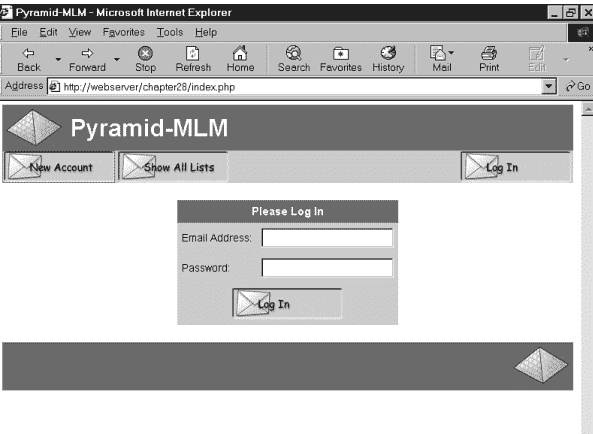 Pyramid-MLM - Microsoft Internet Explorer
File Edit View Favorites Tools Help
Back Forward Stop Refresh Home Search Favorites History Mail Print Edit
Address http://webserver/chapter28/index.php Go
Pyramid-MLM
New Account Show All Lists Log In
Please Log In
Email Address:
Password:
Log In